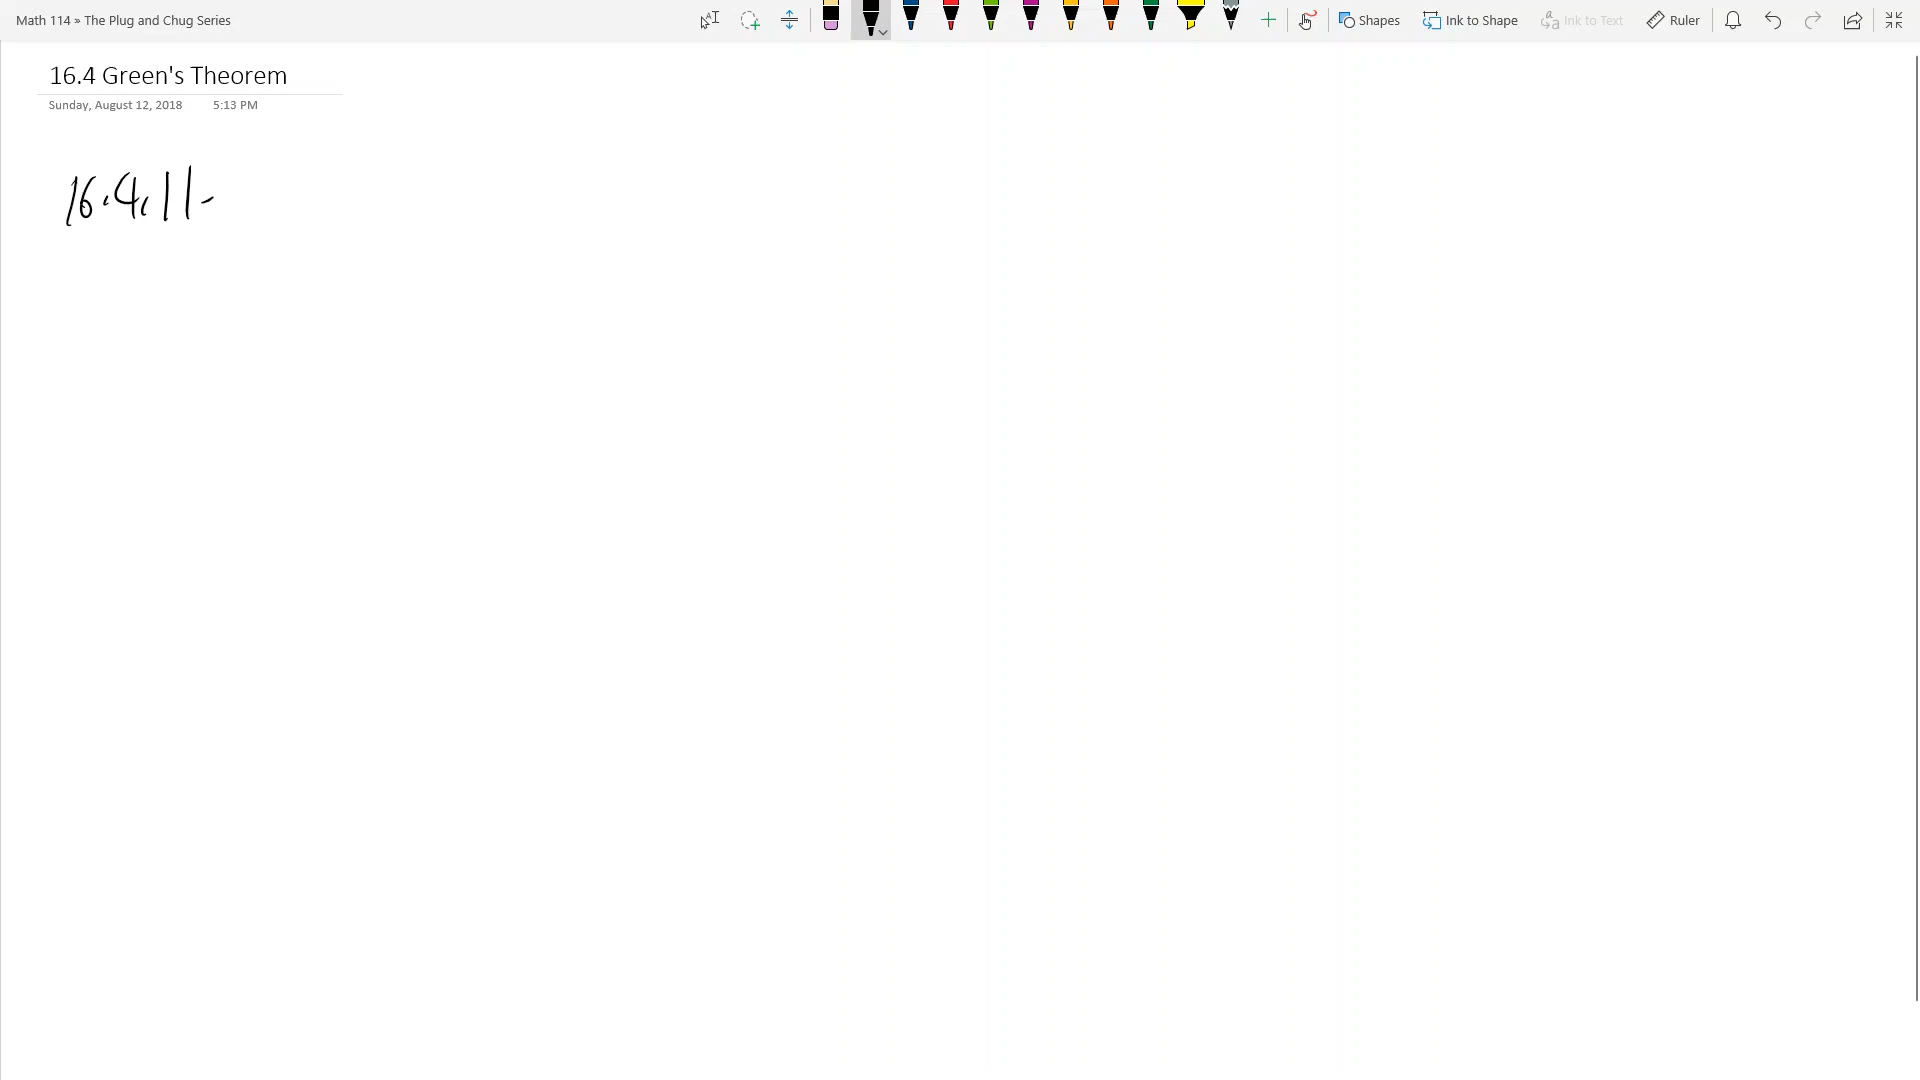 Math 114 » The Plug and Chug Series
Shapes
Ink to Shape
Ink to Text
Ruler
16.4 Green's Theorem
Sunday, August 12, 2018 5:13 PM
16.4.11-